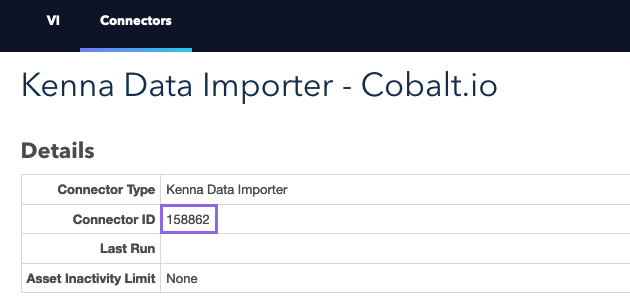 VI Connectors
Kenna Data Importer - Cobalt.io
Details
Connector Type Kenna Data Importer
Connector ID 158862
Last Run
Asset Inactivity Limit None